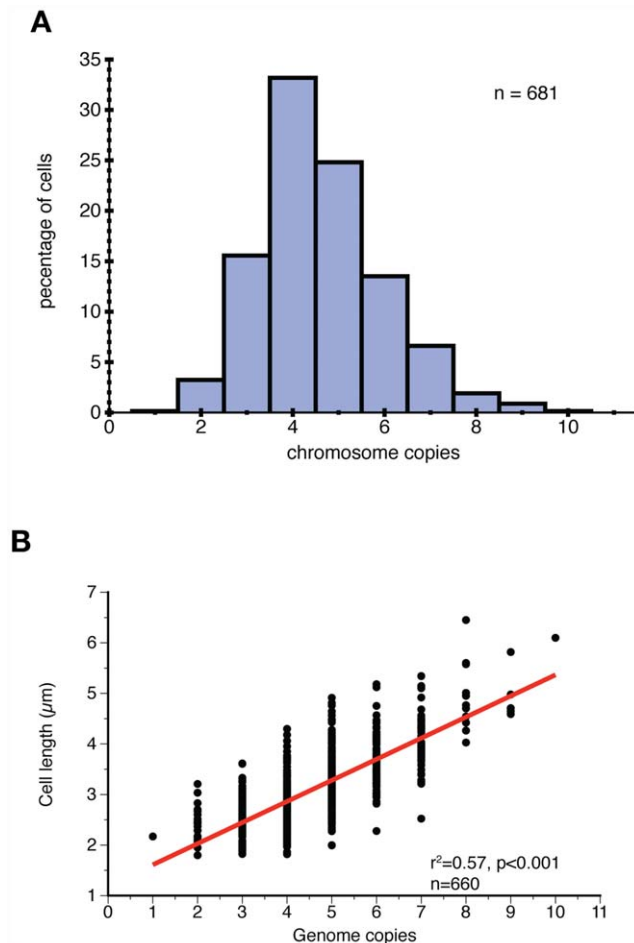 A
35
30
25
20
15
10
5
0
pecentage of cells
n = 681
0 2 4 6 8 10
chromosome copies
B
7
6
5
4
3
2
1
Cell length (µm)
r²=0.57, p<0.001
n=660
0 1 2 3 4 5 6 7 8 9 10 11
Genome copies